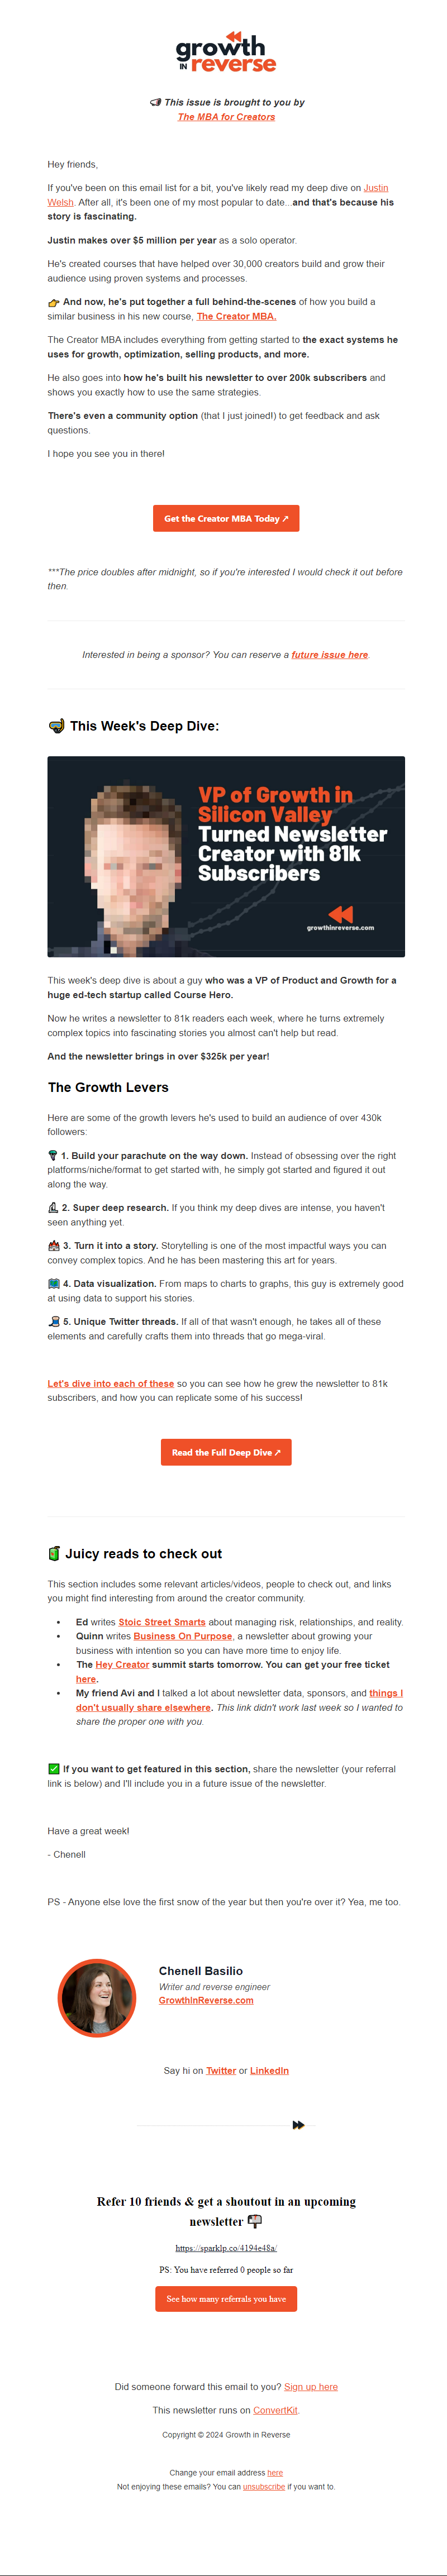 growth
IN reverse
This issue is brought to you by
The MBA for Creators
Hey friends,
If you've been on this email list for a bit, you've likely read my deep dive on Justin
Welsh. After all, it's been one of my most popular to date...and that's because his
story is fascinating.
Justin makes over $5 million per year as a solo operator.
He's created courses that have helped over 30,000 creators build and grow their
audience using proven systems and processes.
👉 And now, he's put together a full behind-the-scenes of how you build a
similar business in his new course, The Creator MBA.
The Creator MBA includes everything from getting started to the exact systems he
uses for growth, optimization, selling products, and more.
He also goes into how he's built his newsletter to over 200k subscribers and
shows you exactly how to use the same strategies.
There's even a community option (that I just joined!) to get feedback and ask
questions.
I hope you see you in there!
Get the Creator MBA Today ↗
***The price doubles after midnight, so if you're interested I would check it out before
then.
Interested in being a sponsor? You can reserve a future issue here.
🤿 This Week's Deep Dive:
VP of Growth in
Silicon Valley
Turned Newsletter
Creator with 81k
Subscribers
growthinreverse.com
This week's deep dive is about a guy who was a VP of Product and Growth for a
huge ed-tech startup called Course Hero.
Now he writes a newsletter to 81k readers each week, where he turns extremely
complex topics into fascinating stories you almost can't help but read.
And the newsletter brings in over $325k per year!
The Growth Levers
Here are some of the growth levers he's used to build an audience of over 430k
followers:
1. Build your parachute on the way down. Instead of obsessing over the right
platforms/niche/format to get started with, he simply got started and figured it out
along the way.
2. Super deep research. If you think my deep dives are intense, you haven't
seen anything yet.
3. Turn it into a story. Storytelling is one of the most impactful ways you can
convey complex topics. And he has been mastering this art for years.
4. Data visualization. From maps to charts to graphs, this guy is extremely good
at using data to support his stories.
5. Unique Twitter threads. If all of that wasn't enough, he takes all of these
elements and carefully crafts them into threads that go mega-viral.
Let's dive into each of these so you can see how he grew the newsletter to 81k
subscribers, and how you can replicate some of his success!
Read the Full Deep Dive ↗
🧃 Juicy reads to check out
This section includes some relevant articles/videos, people to check out, and links
you might find interesting from around the creator community.
• Ed writes Stoic Street Smarts about managing risk, relationships, and reality.
• Quinn writes Business On Purpose, a newsletter about growing your
business with intention so you can have more time to enjoy life.
• The Hey Creator summit starts tomorrow. You can get your free ticket
here.
• My friend Avi and I talked a lot about newsletter data, sponsors, and things I
don't usually share elsewhere. This link didn't work last week so I wanted to
share the proper one with you.
✅ If you want to get featured in this section, share the newsletter (your referral
link is below) and I'll include you in a future issue of the newsletter.
Have a great week!
- Chenell
PS - Anyone else love the first snow of the year but then you're over it? Yea, me too.
Chenell Basilio
Writer and reverse engineer
GrowthInReverse.com
Say hi on Twitter or LinkedIn
Refer 10 friends & get a shoutout in an upcoming
newsletter 📬
https://sparklp.co/4194e48a/
PS: You have referred 0 people so far
See how many referrals you have
Did someone forward this email to you? Sign up here
This newsletter runs on ConvertKit.
Copyright © 2024 Growth in Reverse
Change your email address here
Not enjoying these emails? You can unsubscribe if you want to.